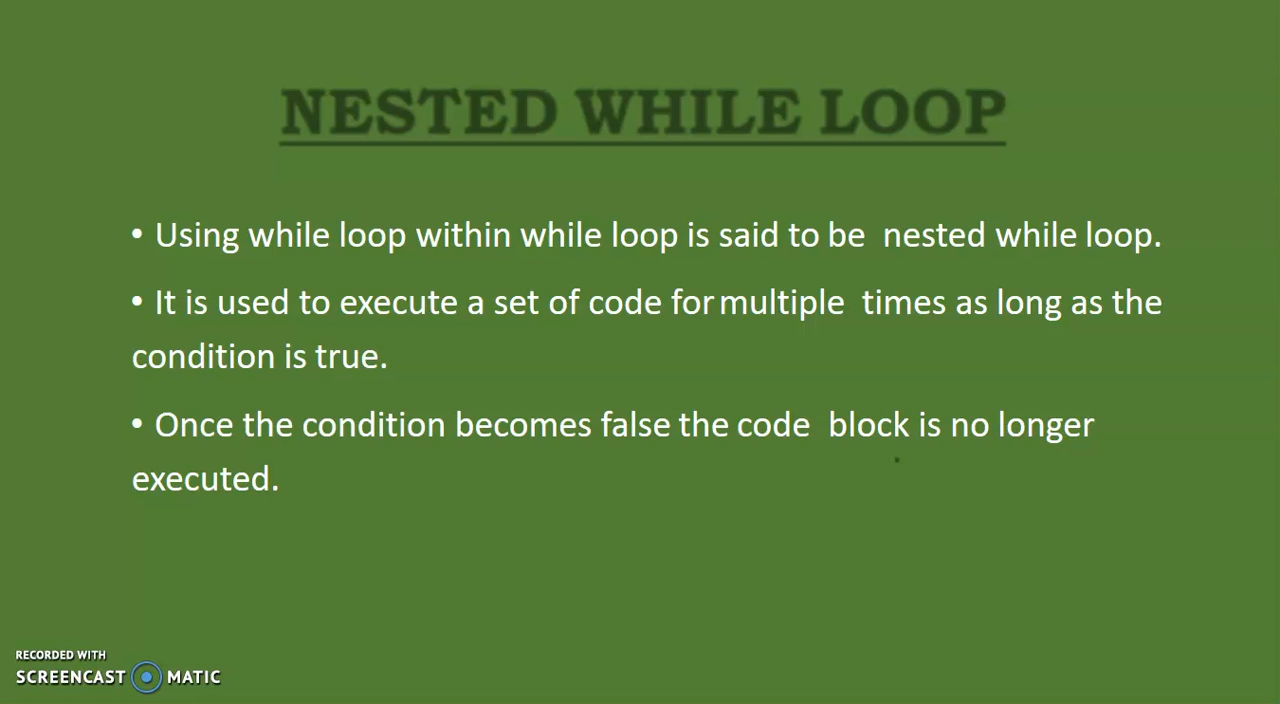 NESTED WHILE LOOP
• Using while loop within while loop is said to be nested while loop.
• It is used to execute a set of code for multiple times as long as the
condition is true.
• Once the condition becomes false the code block is no longer
executed.
RECORDED WITH
SCREENCAST MATIC